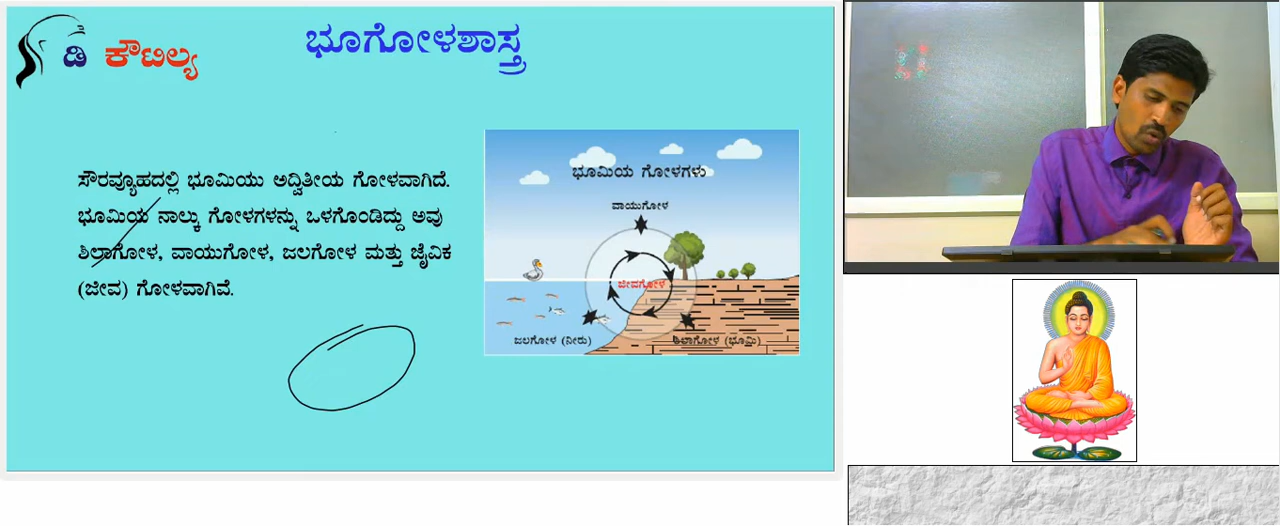 ಡಿ ಕೌಟಿಲ್ಯ
ಭೂಗೋಳಶಾಸ್ತ್ರ
ಸೌರವ್ಯೂಹದಲ್ಲಿ ಭೂಮಿಯು ಅದ್ವಿತೀಯ ಗೋಳವಾಗಿದೆ.
ಭೂಮಿಯ ನಾಲ್ಕು ಗೋಳಗಳನ್ನು ಒಳಗೊಂಡಿದ್ದು ಅವು
ಶಿಲಾಗೋಳ, ವಾಯುಗೋಳ, ಜಲಗೋಳ ಮತ್ತು ಜೈವಿಕ
(ಜೀವ) ಗೋಳವಾಗಿವೆ.
ಭೂಮಿಯ ಗೋಳಗಳು
ವಾಯುಗೋಳ
ಜೀವಗೋಳ
ಜಲಗೋಳ (ನೀರು)
ಶಿಲಾಗೋಳ (ಭೂಮಿ)